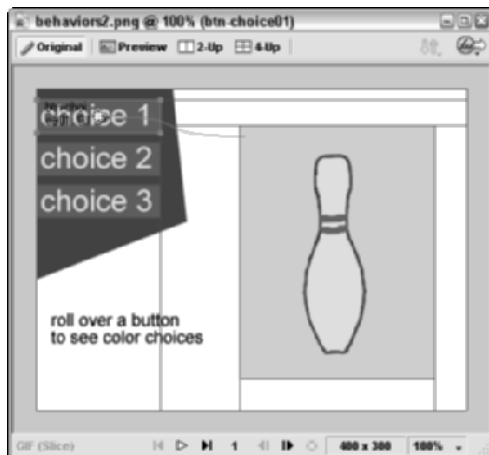 behaviors2.png @ 100% (btn-choice01)
Original Preview 2-Up 4-Up
choice 1
choice 2
choice 3
roll over a button
to see color choices
GIF (Slice) 1 400 x 300 100%